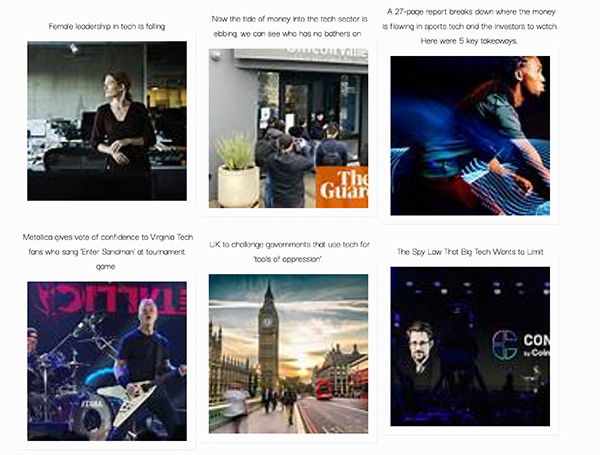 Female leadership in tech is falling
Now the tide of money into the tech sector is
ebbing, we can see who has no bathers on
A 27-page report breaks down where the money
is flowing in sports tech and the investors to watch.
Here were 5 key takeaways.
The
Guar
Metallica gives vote of confidence to Virginia Tech
fans who sang 'Enter Sandman' at tournament
game
UK to challenge governments that use tech for
'tools of oppression'
The Spy Law That Big Tech Wants to Limit
METALLIC
TAMA
CON
by Coin